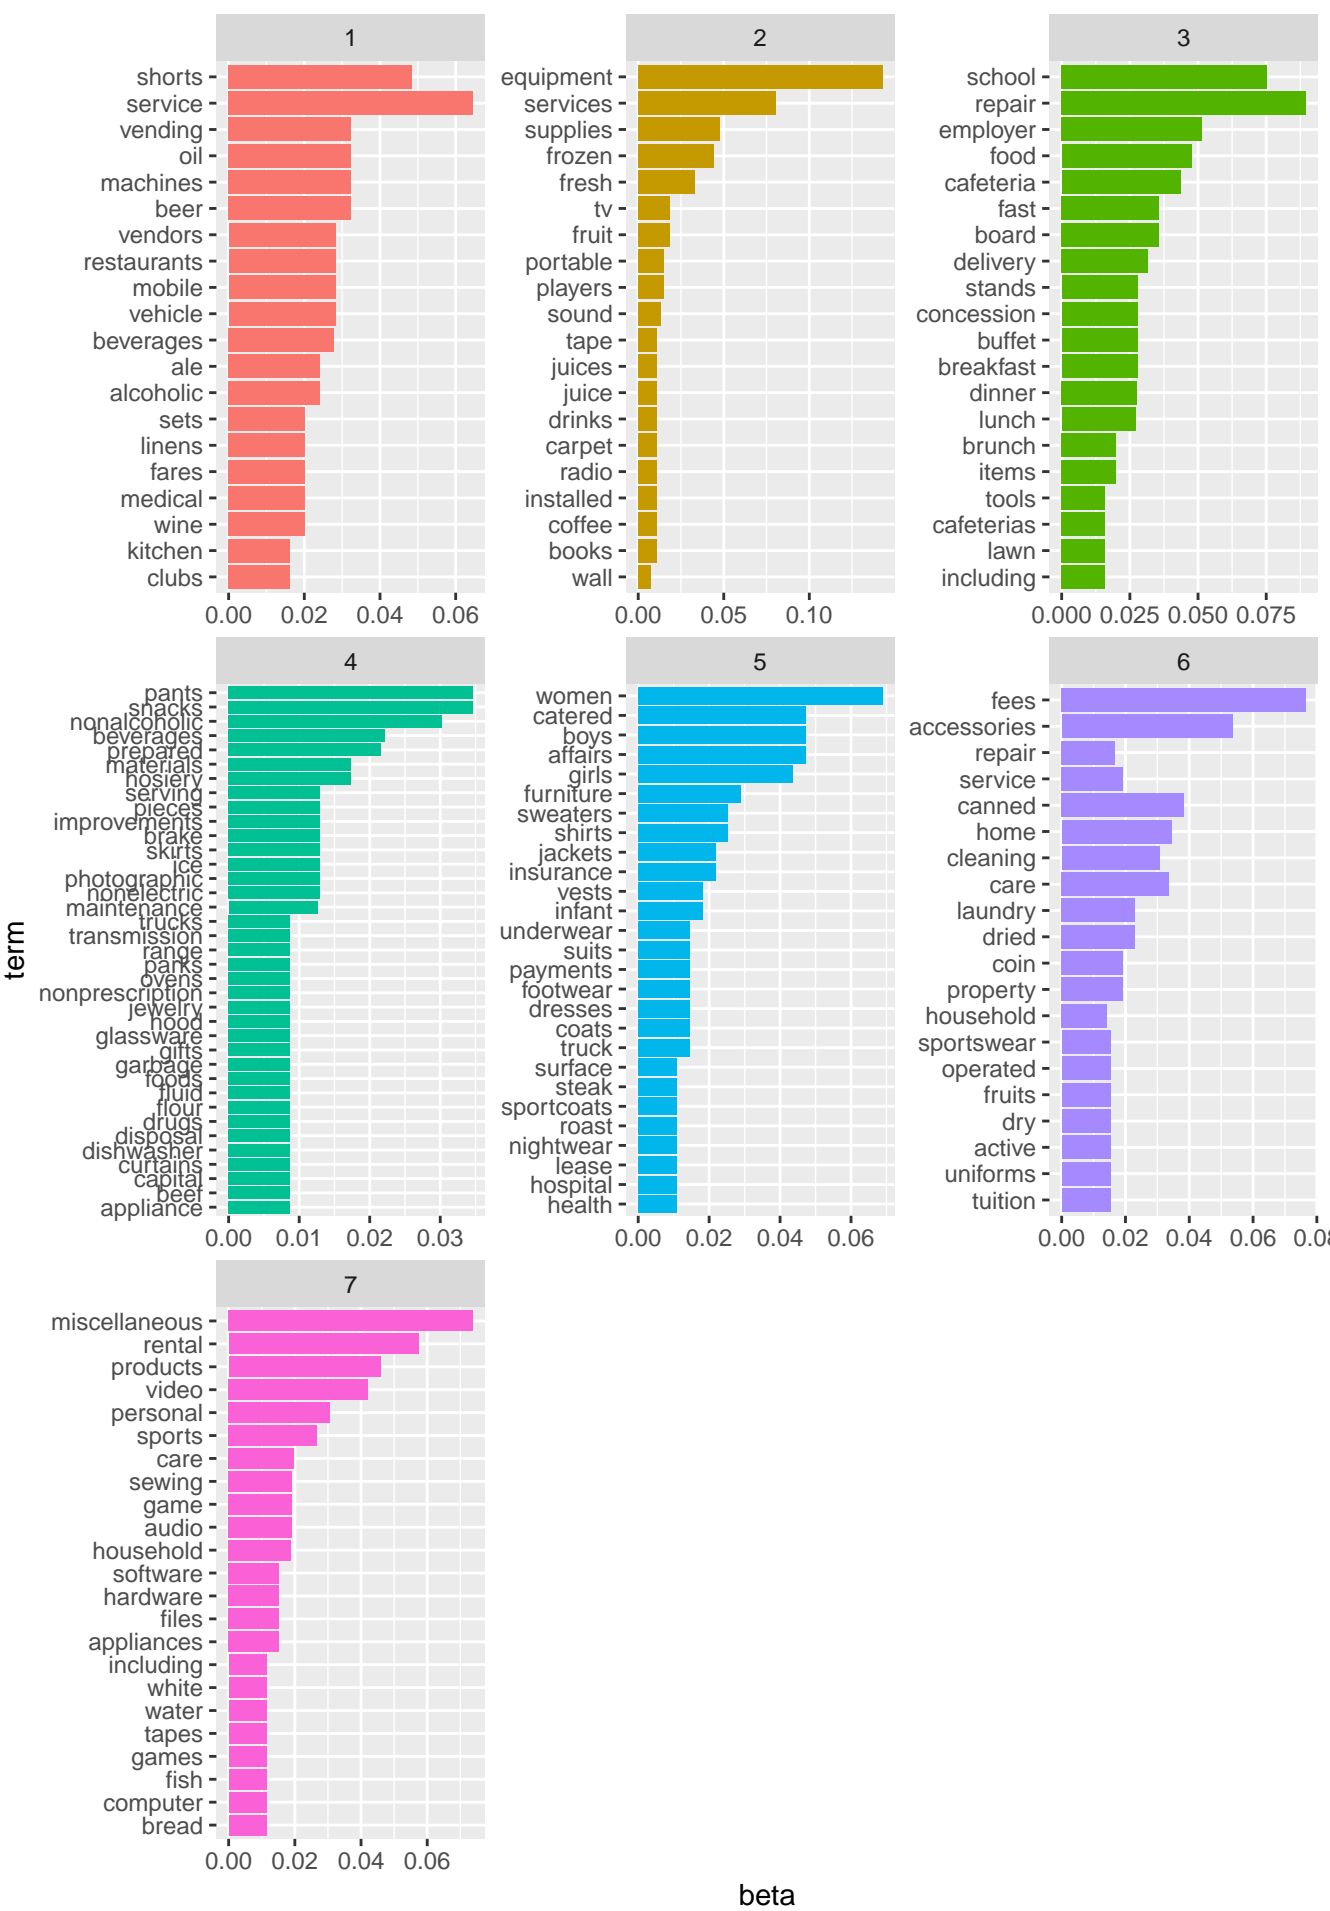 1
shorts
service
vending
oil
machines
beer
vendors
restaurants
mobile
vehicle
beverages
ale
alcoholic
sets
linens
fares
medical
wine
kitchen
clubs
0.00 0.02 0.04 0.06
2
equipment
services
supplies
frozen
fresh
tv
fruit
portable
players
sound
tape
juices
juice
drinks
carpet
radio
installed
coffee
books
wall
0.00 0.05 0.10
3
school
repair
employer
food
cafeteria
fast
board
delivery
stands
concession
buffet
breakfast
dinner
lunch
brunch
items
tools
cafeterias
lawn
including
0.000 0.025 0.050 0.075
4
pants
snacks
nonalcoholic
beverages
prepared
materials
hosiery
serving
pieces
improvements
brake
skirts
ice
photographic
nonelectric
maintenance
trucks
transmission
range
parks
ovens
nonprescription
jewelry
hood
glassware
gifts
garbage
foods
fluid
flour
drugs
disposal
dishwasher
curtains
capital
beef
appliance
0.00 0.01 0.02 0.03
5
women
catered
boys
affairs
girls
furniture
sweaters
shirts
jackets
insurance
vests
infant
underwear
suits
payments
footwear
dresses
coats
truck
surface
steak
sportcoats
roast
nightwear
lease
hospital
health
0.00 0.02 0.04 0.06
6
fees
accessories
repair
service
canned
home
cleaning
care
laundry
dried
coin
property
household
sportswear
operated
fruits
dry
active
uniforms
tuition
0.00 0.02 0.04 0.06 0.08
7
miscellaneous
rental
products
video
personal
sports
care
sewing
game
audio
household
software
hardware
files
appliances
including
white
water
tapes
games
fish
computer
bread
0.00 0.02 0.04 0.06
term
beta